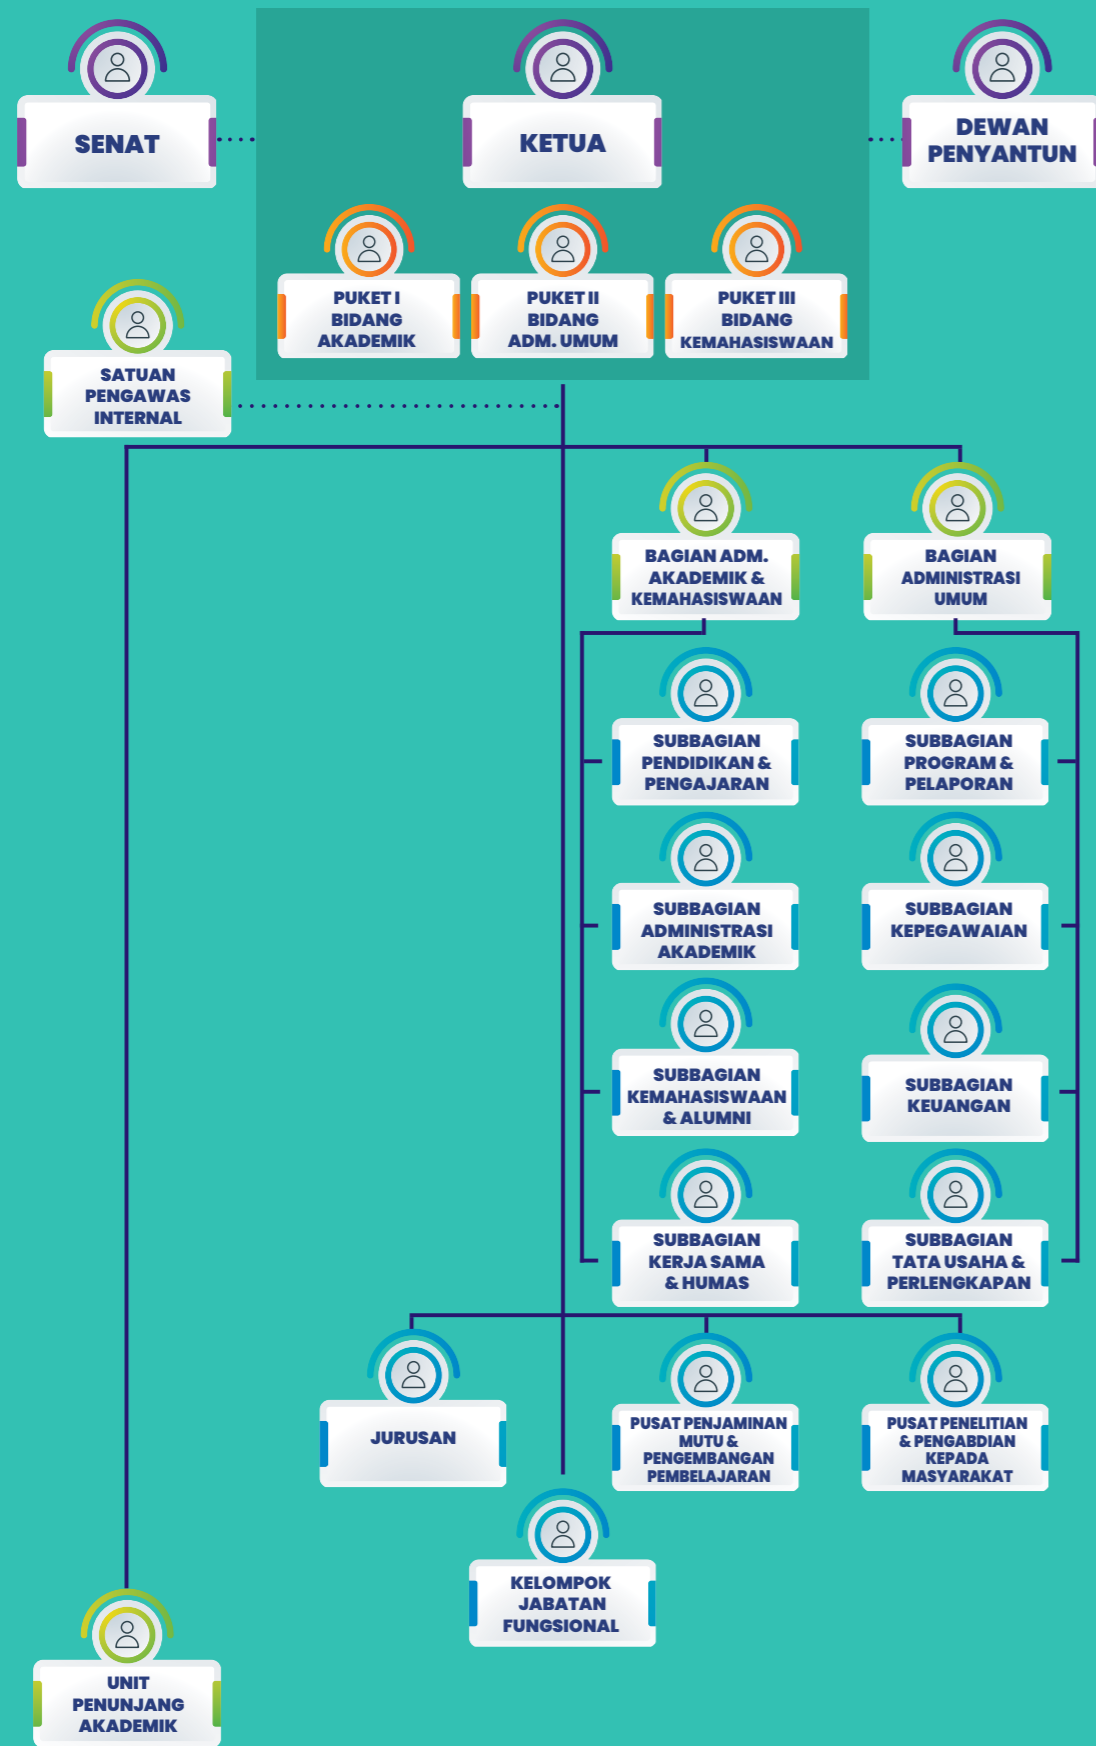 SENAT
KETUA
DEWAN
PENYANTUN
PUKET I
BIDANG
AKADEMIK
PUKET II
BIDANG
ADM. UMUM
PUKET III
BIDANG
KEMAHASISWAAN
SATUAN
PENGAWAS
INTERNAL
BAGIAN ADM.
AKADEMIK &
KEMAHASISWAAN
BAGIAN
ADMINISTRASI
UMUM
SUBBAGIAN
PENDIDIKAN &
PENGAJARAN
SUBBAGIAN
PROGRAM &
PELAPORAN
SUBBAGIAN
ADMINISTRASI
AKADEMIK
SUBBAGIAN
KEPEGAWAIAN
SUBBAGIAN
KEMAHASISWAAN
& ALUMNI
SUBBAGIAN
KEUANGAN
SUBBAGIAN
KERJA SAMA
& HUMAS
SUBBAGIAN
TATA USAHA &
PERLENGKAPAN
JURUSAN
PUSAT PENJAMINAN
MUTU &
PENGEMBANGAN
PEMBELAJARAN
PUSAT PENELITIAN
& PENGABDIAN
KEPADA
MASYARAKAT
KELOMPOK
JABATAN
FUNGSIONAL
UNIT
PENUNJANG
AKADEMIK